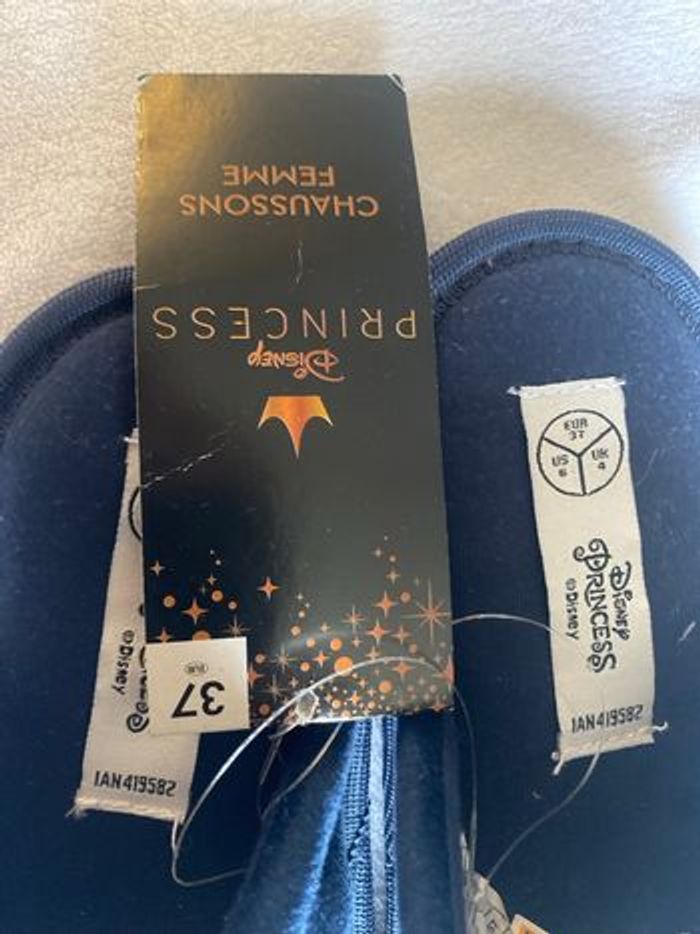 CHAUSSONS
FEMME
DISNEY
PRINCESS
37
EUR
37
US
6
UK
4
DISNEY
PRINCESS
©DISNEY
IAN419582
©DISNEY
IAN419582